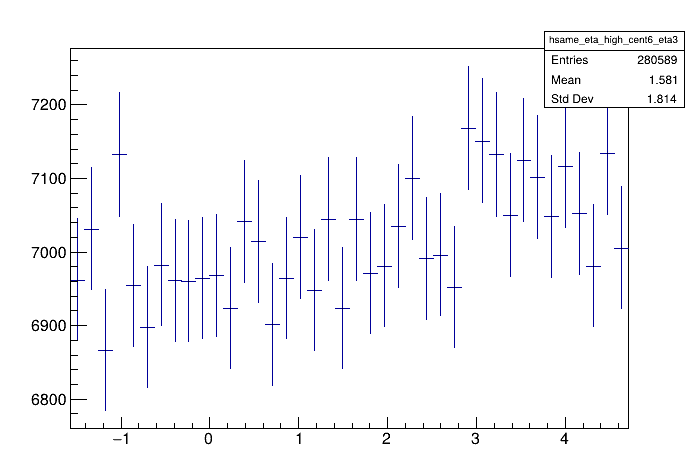 hsame_eta_high_cent6_eta3
Entries 280589
Mean 1.581
Std Dev 1.814
7200
7100
7000
6900
6800
−1 0 1 2 3 4